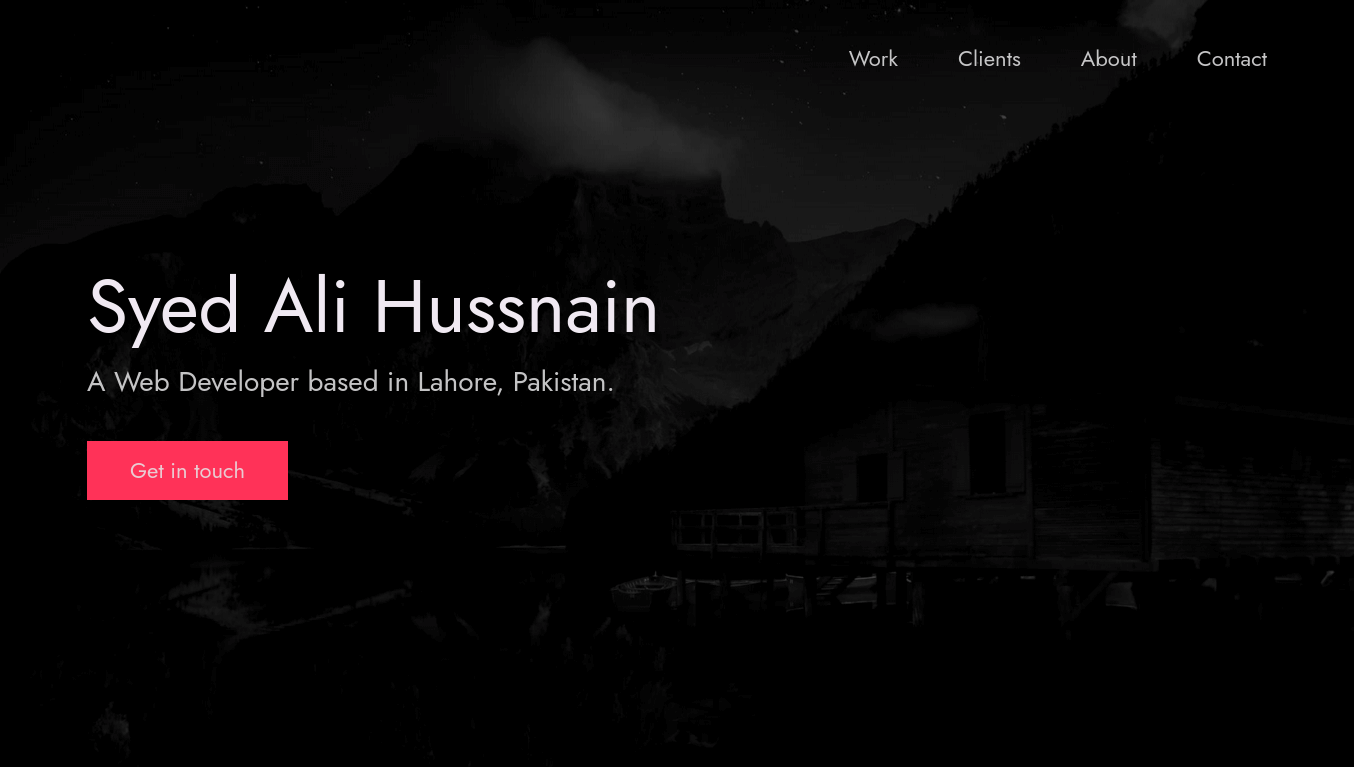 Work Clients About Contact
Syed Ali Hussnain
A Web Developer based in Lahore, Pakistan.
Get in touch